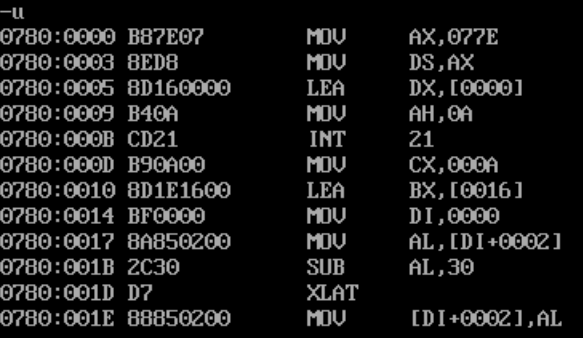 -u
0780:0000 B87E07 MOV AX,077E
0780:0003 8ED8 MOV DS,AX
0780:0005 8D160000 LEA DX,[0000]
0780:0009 B40A MOV AH,0A
0780:000B CD21 INT 21
0780:000D B90A00 MOV CX,000A
0780:0010 8D1E1600 LEA BX,[0016]
0780:0014 BF0000 MOV DI,0000
0780:0017 8A850200 MOV AL,[DI+0002]
0780:001B 2C30 SUB AL,30
0780:001D D7 XLAT
0780:001E 88850200 MOV [DI+0002],AL